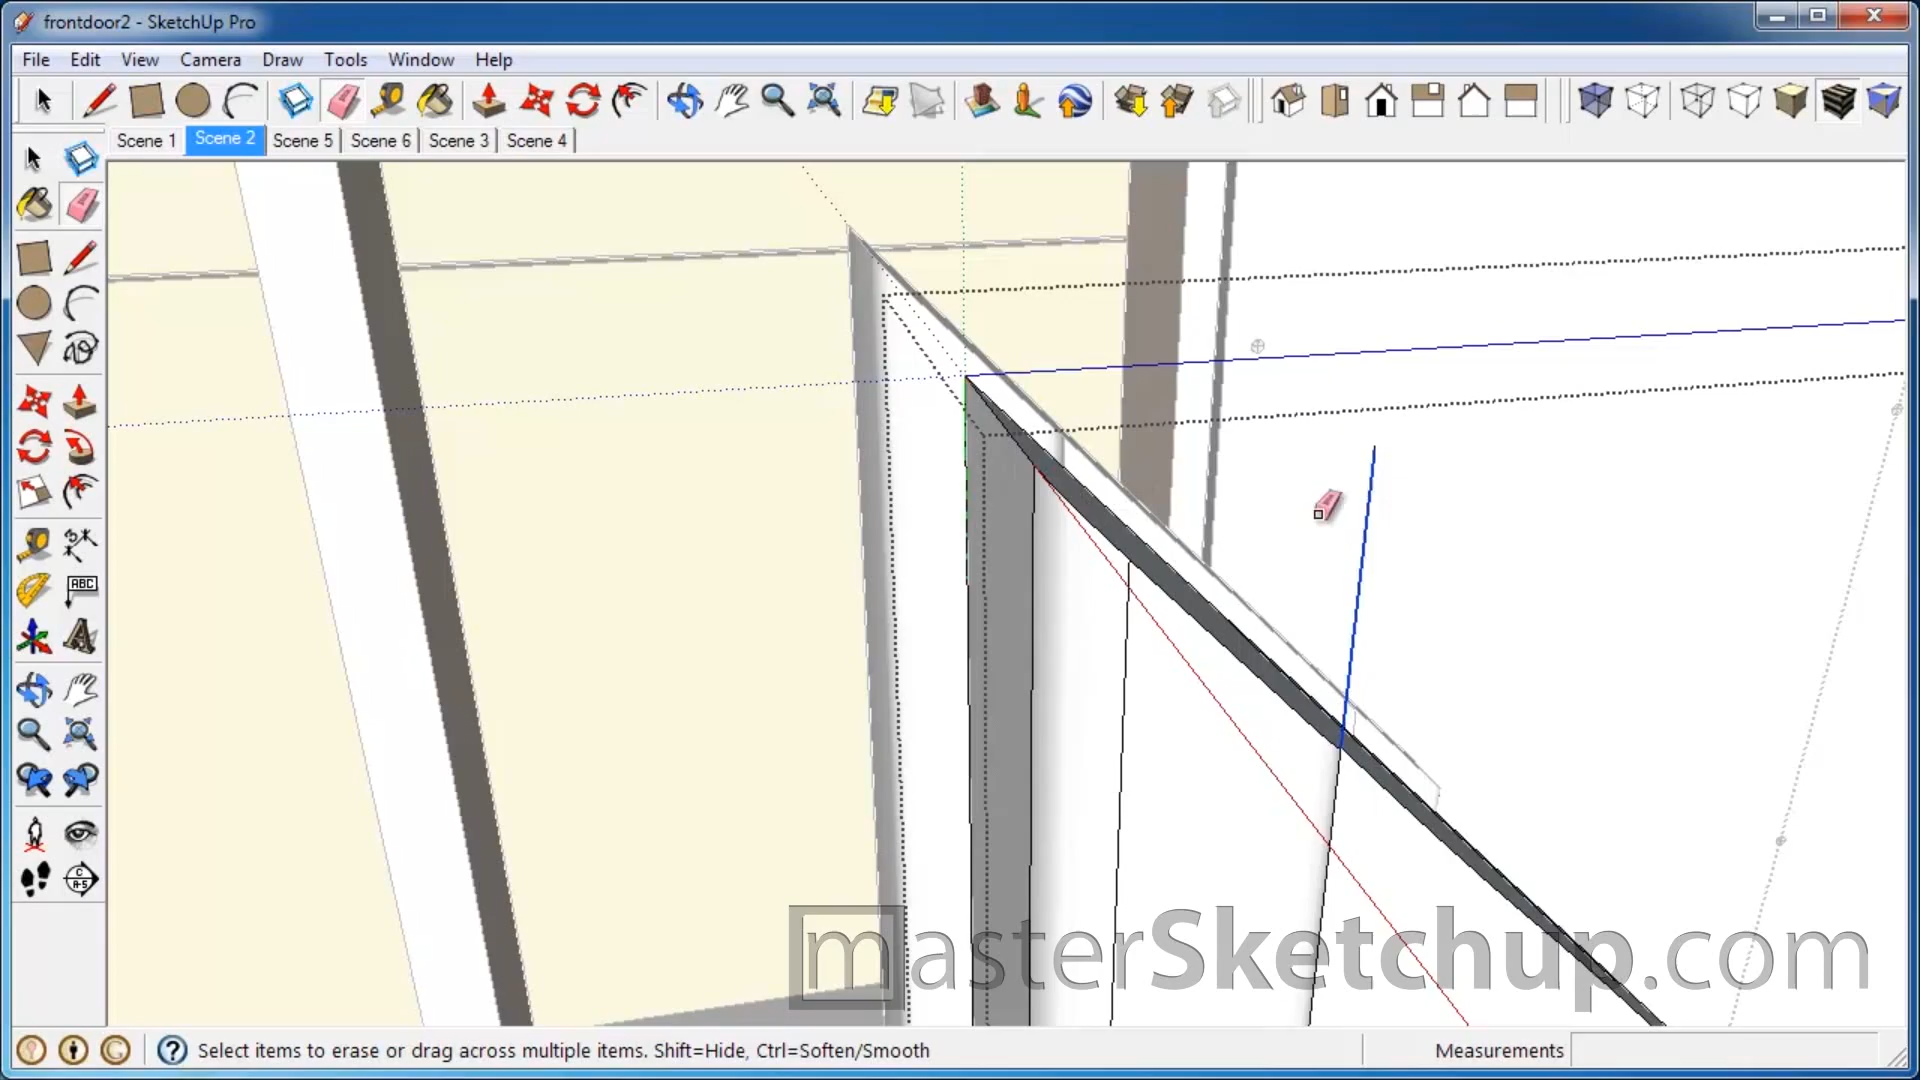 frontdoor2 - SketchUp Pro
File Edit View Camera Draw Tools Window Help
Scene 1 Scene 2 Scene 5 Scene 6 Scene 3 Scene 4
ABC
A
C
A-5
masterSketchup.com
Select items to erase or drag across multiple items. Shift=Hide, Ctrl=Soften/Smooth
Measurements